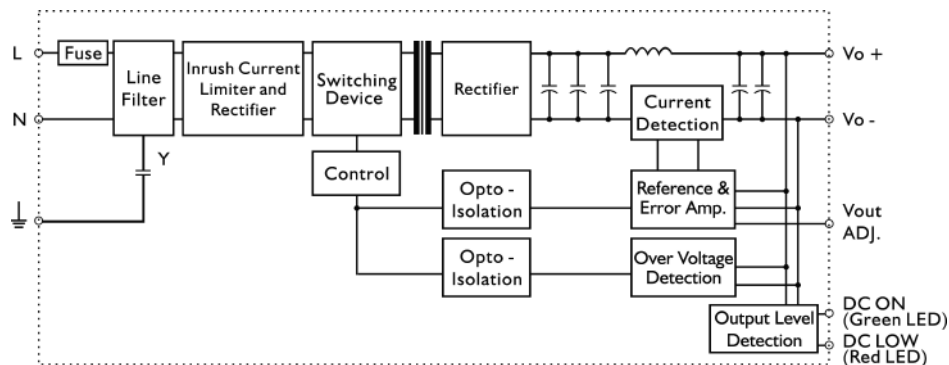 L
Fuse
Line
Filter
Inrush Current
Limiter and
Rectifier
Switching
Device
Rectifier
Vo +
N
Current
Detection
Vo -
Y
Control
Opto -
Isolation
Reference &
Error Amp.
Vout
ADJ.
Opto -
Isolation
Over Voltage
Detection
Output Level
Detection
DC ON
(Green LED)
DC LOW
(Red LED)